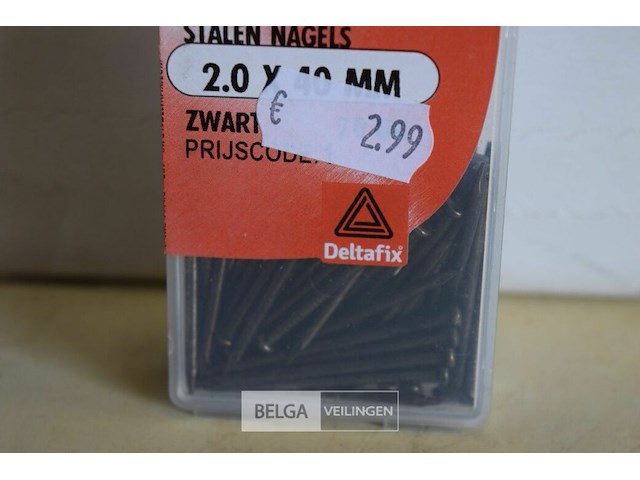 STALEN NAGELS
2.0 X 40 MM
€ 2.99
ZWART
PRIJSCODE:
Deltafix
BELGA VEILINGEN